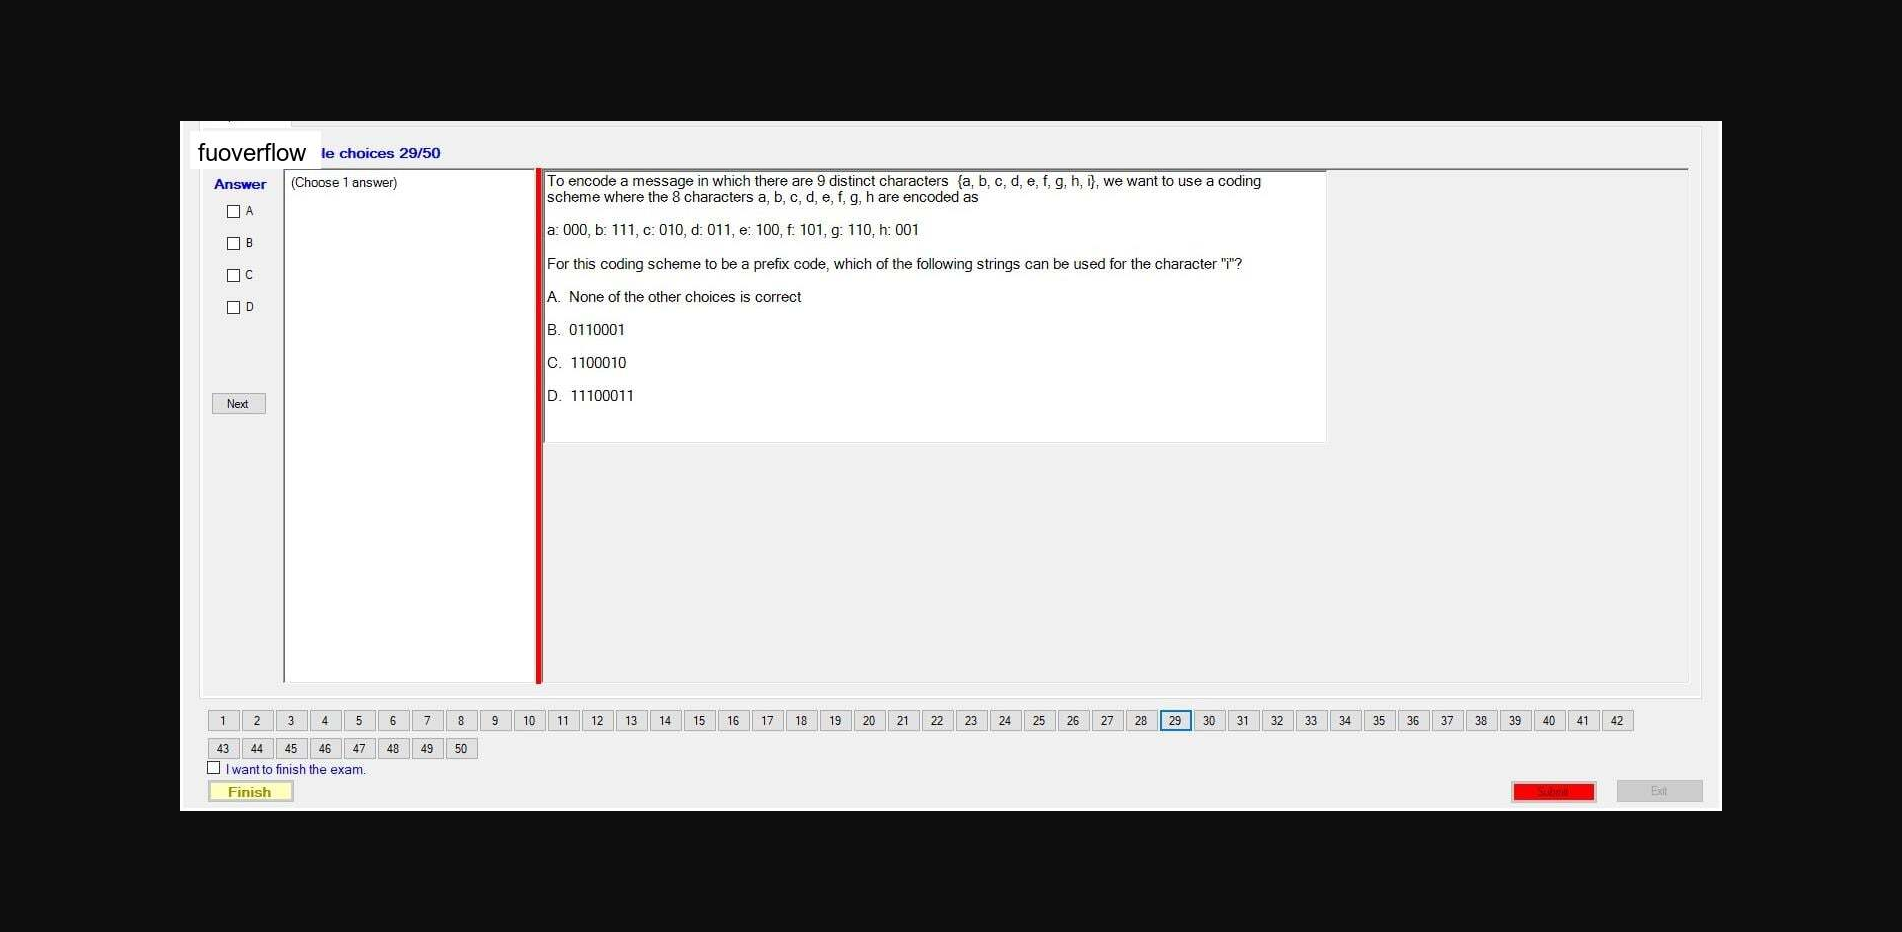 fuoverflow le choices 29/50
Answer
A
B
C
D
Next
(Choose 1 answer)
To encode a message in which there are 9 distinct characters {a, b, c, d, e, f, g, h, i}, we want to use a coding
scheme where the 8 characters a, b, c, d, e, f, g, h are encoded as
a: 000, b: 111, c: 010, d: 011, e: 100, f: 101, g: 110, h: 001
For this coding scheme to be a prefix code, which of the following strings can be used for the character "i"?
A. None of the other choices is correct
B. 0110001
C. 1100010
D. 11100011
1 2 3 4 5 6 7 8 9 10 11 12 13 14 15 16 17 18 19 20 21 22 23 24 25 26 27 28 29 30 31 32 33 34 35 36 37 38 39 40 41 42
43 44 45 46 47 48 49 50
I want to finish the exam.
Finish Submit Exit